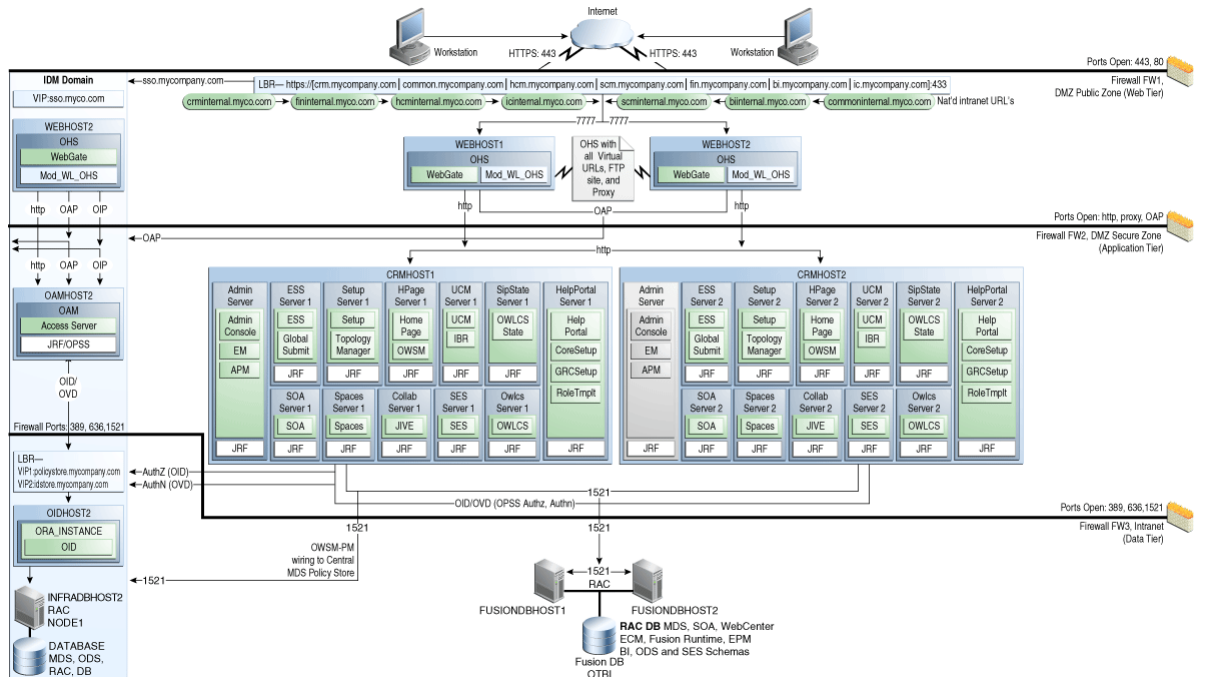 Internet
Workstation
HTTPS: 443
HTTPS: 443
Workstation
Ports Open: 443, 80
Firewall FW1,
DMZ Public Zone (Web Tier)
IDM Domain
sso.mycompany.com
LBR— https://[crm.mycompany.com | common.mycompany.com | hcm.mycompany.com | scm.mycompany.com | fin.mycompany.com | bi.mycompany.com | ic.mycompany.com]:433
crminternal.myco.com
fininternal.myco.com
hcminternal.myco.com
icinternal.myco.com
scminternal.myco.com
biinternal.myco.com
commoninternal.myco.com
Nat'd intranet URL's
VIP:sso.myco.com
7777
7777
WEBHOST2
OHS
WebGate
Mod_WL_OHS
WEBHOST1
OHS
WebGate
Mod_WL_OHS
OHS with
all Virtual
URLs, FTP
site, and
Proxy
WEBHOST2
OHS
WebGate
Mod_WL_OHS
http
OAP
OIP
http
OAP
http
Ports Open: http, proxy, OAP
Firewall FW2, DMZ Secure Zone
(Application Tier)
OAP
http
http
OAP
OIP
OAMHOST2
OAM
Access Server
JRF/OPSS
OID/
OVD
CRMHOST1
Admin
Server
Admin
Console
EM
APM
JRF
ESS
Server 1
ESS
Global
Submit
JRF
Setup
Server 1
Setup
Topology
Manager
JRF
HPage
Server 1
Home
Page
OWSM
JRF
UCM
Server 1
UCM
IBR
JRF
SipState
Server 1
OWLCS
State
JRF
HelpPortal
Server 1
Help
Portal
CoreSetup
GRCSetup
RoleTmplt
JRF
SOA
Server 1
SOA
JRF
Spaces
Server 1
Spaces
JRF
Collab
Server 1
JIVE
JRF
SES
Server 1
SES
JRF
Owlcs
Server 1
OWLCS
JRF
CRMHOST2
Admin
Server
Admin
Console
EM
APM
JRF
ESS
Server 2
ESS
Global
Submit
JRF
Setup
Server 2
Setup
Topology
Manager
JRF
HPage
Server 2
Home
Page
OWSM
JRF
UCM
Server 2
UCM
IBR
JRF
SipState
Server 2
OWLCS
State
JRF
HelpPortal
Server 2
Help
Portal
CoreSetup
GRCSetup
RoleTmplt
JRF
SOA
Server 2
SOA
JRF
Spaces
Server 2
Spaces
JRF
Collab
Server 2
JIVE
JRF
SES
Server 2
SES
JRF
Owlcs
Server 2
OWLCS
JRF
Firewall Ports: 389, 636,1521
LBR—
VIP1:policystore.mycompany.com
VIP2:idstore.mycompany.com
AuthZ (OID)
AuthN (OVD)
1521
OID/OVD (OPSS Authz, Authn)
Ports Open: 389, 636,1521
Firewall FW3, Intranet
(Data Tier)
OIDHOST2
ORA_INSTANCE
OID
1521
1521
OWSM-PM
wiring to Central
MDS Policy Store
1521
1521
RAC
FUSIONDBHOST1
FUSIONDBHOST2
INFRADBHOST2
RAC
NODE1
RAC DB MDS, SOA, WebCenter
ECM, Fusion Runtime, EPM
BI, ODS and SES Schemas
DATABASE
MDS, ODS,
RAC, DB
Fusion DB
OTBI